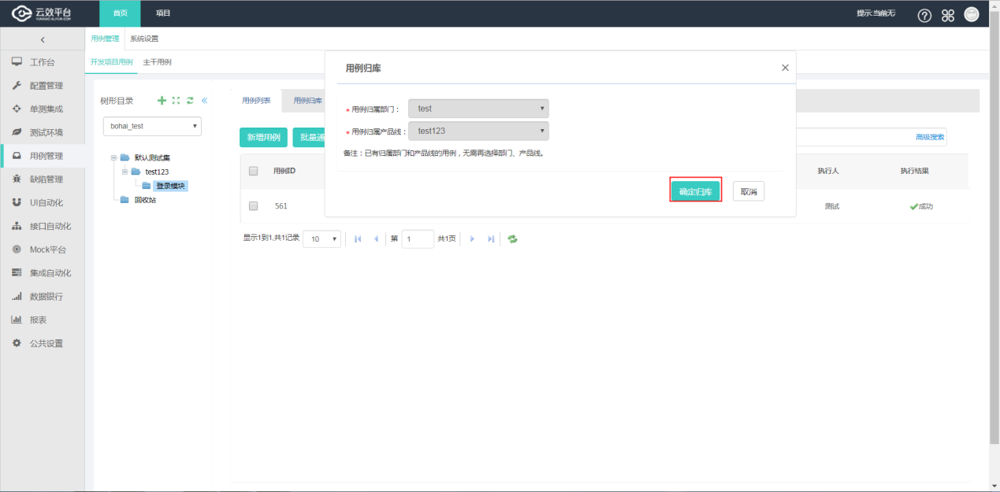 云效平台
YUNXIAO.ALIYUN.COM
首页
项目
提示:当前无
用例管理
系统设置
开发项目用例
主干用例
工作台
配置管理
单测集成
测试环境
用例管理
缺陷管理
UI自动化
接口自动化
Mock平台
集成自动化
数据银行
报表
公共设置
树形目录
bohai_test
默认测试集
test123
登录模块
回收站
用例列表
用例归库
新增用例
批量通
高级搜索
用例ID
执行人
执行结果
561
测试
成功
显示1到1,共1记录
10
第
1
共1页
用例归库
* 用例归属部门：
test
* 用例归属产品线：
test123
备注：已有归属部门和产品线的用例，无需再选择部门、产品线。
确定归库
取消